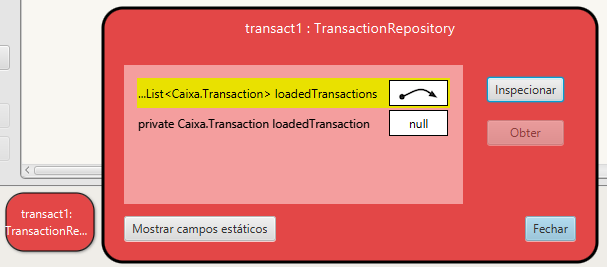 transact1 : TransactionRepository
...List<Caixa.Transaction> loadedTransactions
private Caixa.Transaction loadedTransaction
null
Inspecionar
Obter
Mostrar campos estáticos
Fechar
transact1:
TransactionRe...